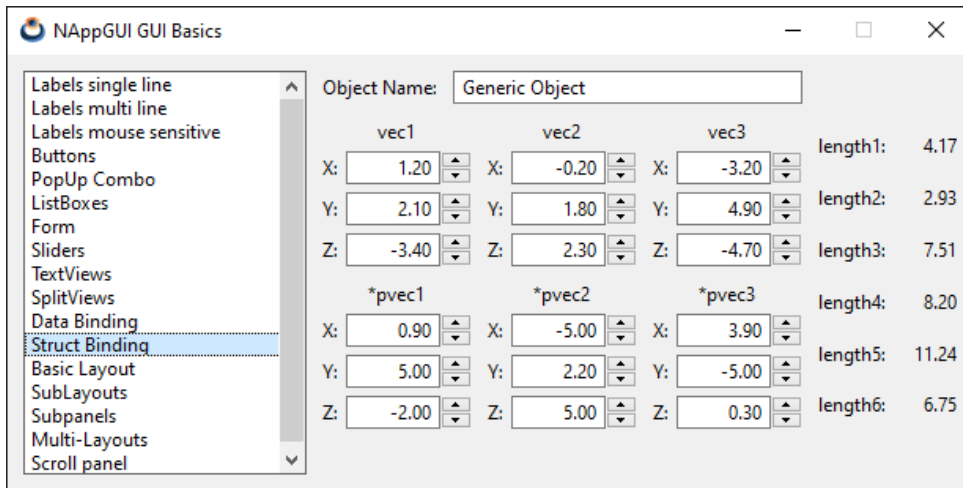 NAppGUI GUI Basics
Labels single line
Labels multi line
Labels mouse sensitive
Buttons
PopUp Combo
ListBoxes
Form
Sliders
TextViews
SplitViews
Data Binding
Struct Binding
Basic Layout
SubLayouts
Subpanels
Multi-Layouts
Scroll panel
Object Name: Generic Object
vec1 vec2 vec3
X: 1.20 X: -0.20 X: -3.20
Y: 2.10 Y: 1.80 Y: 4.90
Z: -3.40 Z: 2.30 Z: -4.70
*pvec1 *pvec2 *pvec3
X: 0.90 X: -5.00 X: 3.90
Y: 5.00 Y: 2.20 Y: -5.00
Z: -2.00 Z: 5.00 Z: 0.30
length1: 4.17
length2: 2.93
length3: 7.51
length4: 8.20
length5: 11.24
length6: 6.75